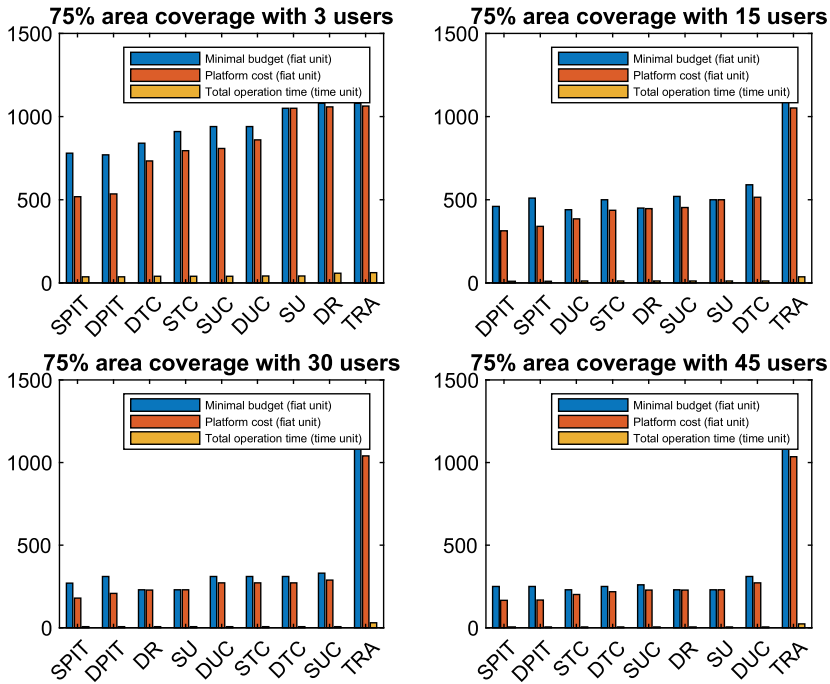 75% area coverage with 3 users
1500
1000
500
0
Minimal budget (fiat unit)
Platform cost (fiat unit)
Total operation time (time unit)
SPIT DPIT DTC STC SUC DUC SU DR TRA
75% area coverage with 15 users
1500
1000
500
0
Minimal budget (fiat unit)
Platform cost (fiat unit)
Total operation time (time unit)
DPIT SPIT DUC STC DR SUC SU DTC TRA
75% area coverage with 30 users
1500
1000
500
0
Minimal budget (fiat unit)
Platform cost (fiat unit)
Total operation time (time unit)
SPIT DPIT DR SU DUC STC DTC SUC TRA
75% area coverage with 45 users
1500
1000
500
0
Minimal budget (fiat unit)
Platform cost (fiat unit)
Total operation time (time unit)
SPIT DPIT STC DTC SUC DR SU DUC TRA